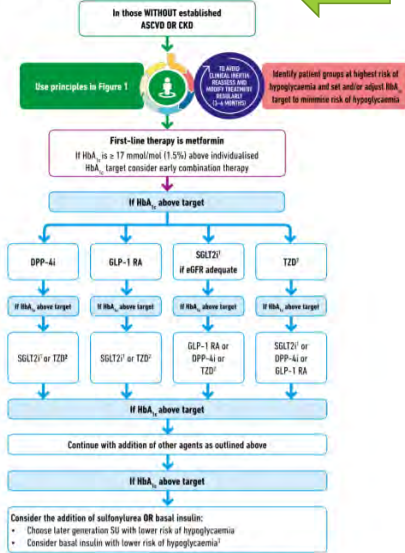 In those WITHOUT established
ASCVD OR CKD
Use principles in Figure 1
TO AVOID
CLINICAL INERTIA
REASSESS AND
MODIFY TREATMENT
REGULARLY
(3–6 MONTHS)
Identify patient groups at highest risk of
hypoglycaemia and set and/or adjust HbA1c
target to minimise risk of hypoglycaemia
First-line therapy is metformin
If HbA1c is ≥ 17 mmol/mol (1.5%) above individualised
HbA1c target consider early combination therapy
If HbA1c above target
DPP-4i
GLP-1 RA
SGLT2i¹
if eGFR adequate
TZD²
If HbA1c above target
If HbA1c above target
If HbA1c above target
If HbA1c above target
SGLT2i¹ or TZD²
SGLT2i¹ or TZD²
GLP-1 RA or
DPP-4i or
TZD²
SGLT2i¹ or
DPP-4i or
GLP-1 RA
If HbA1c above target
Continue with addition of other agents as outlined above
If HbA1c above target
Consider the addition of sulfonylurea OR basal insulin:
• Choose later generation SU with lower risk of hypoglycaemia
• Consider basal insulin with lower risk of hypoglycaemia³